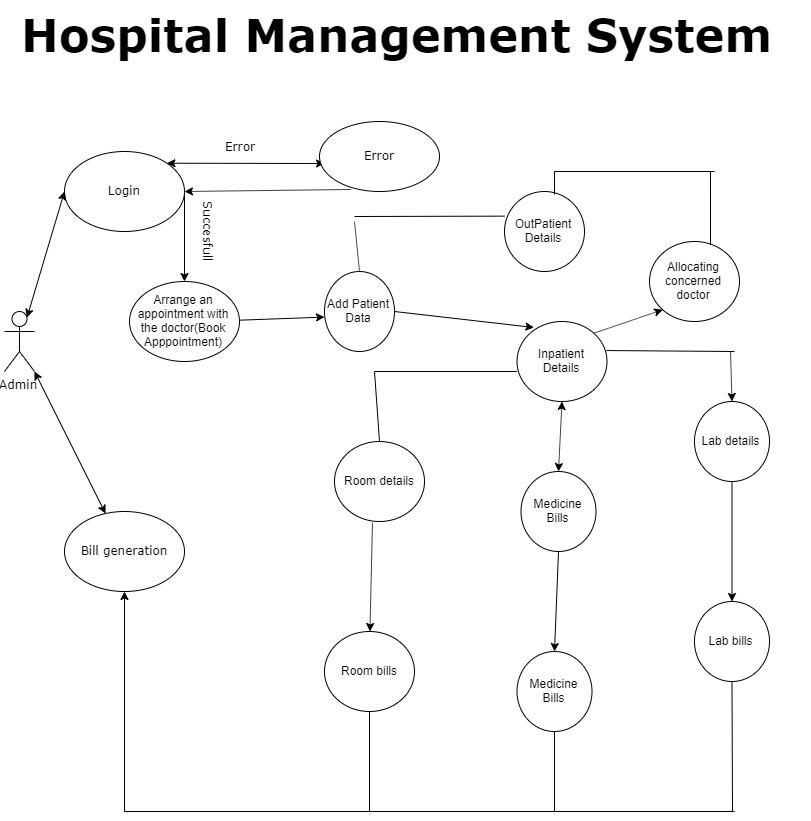 Hospital Management System
Error
Error
Login
Succesfull
OutPatient
Details
Allocating
concerned
doctor
Arrange an
appointment with
the doctor(Book
Apppointment)
Add Patient
Data
Inpatient
Details
Admin
Lab details
Room details
Medicine
Bills
Bill generation
Lab bills
Room bills
Medicine
Bills